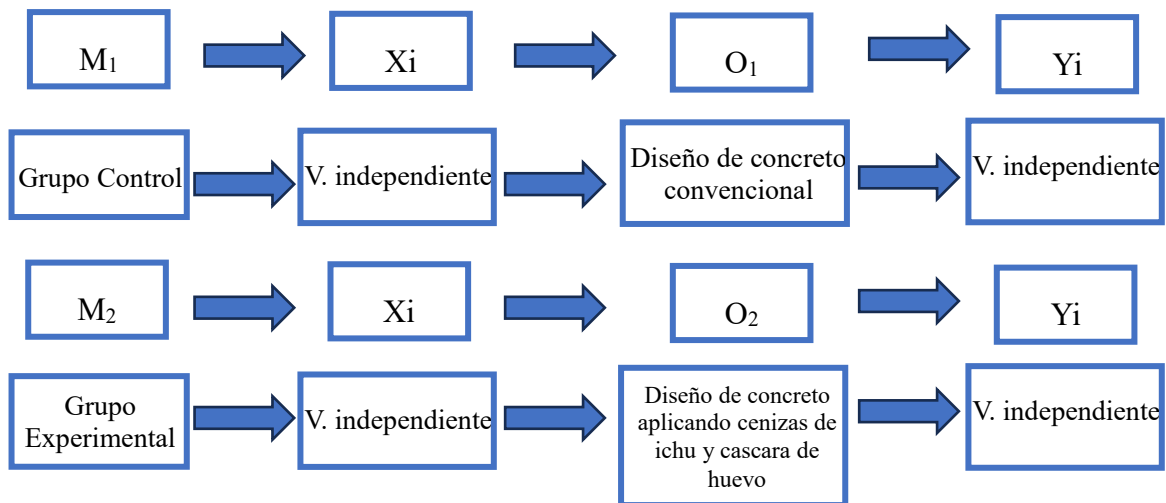 M₁
Xi
O₁
Yi
Grupo Control
V. independiente
Diseño de concreto
convencional
V. independiente
M₂
Xi
O₂
Yi
Grupo
Experimental
V. independiente
Diseño de concreto
aplicando cenizas de
ichu y cascara de
huevo
V. independiente